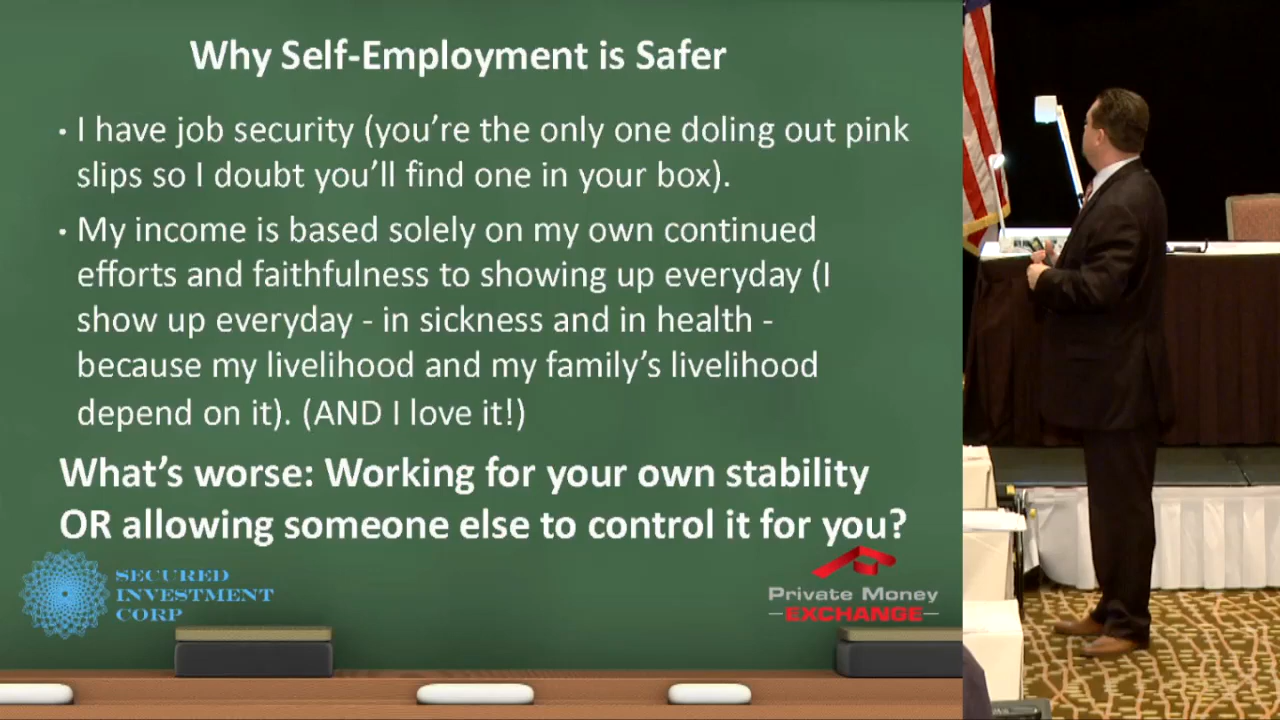 Why Self-Employment is Safer
• I have job security (you’re the only one doling out pink
slips so I doubt you’ll find one in your box).
• My income is based solely on my own continued
efforts and faithfulness to showing up everyday (I
show up everyday - in sickness and in health -
because my livelihood and my family’s livelihood
depend on it). (AND I love it!)
What’s worse: Working for your own stability
OR allowing someone else to control it for you?
SECURED
INVESTMENT
CORP
Private Money
EXCHANGE